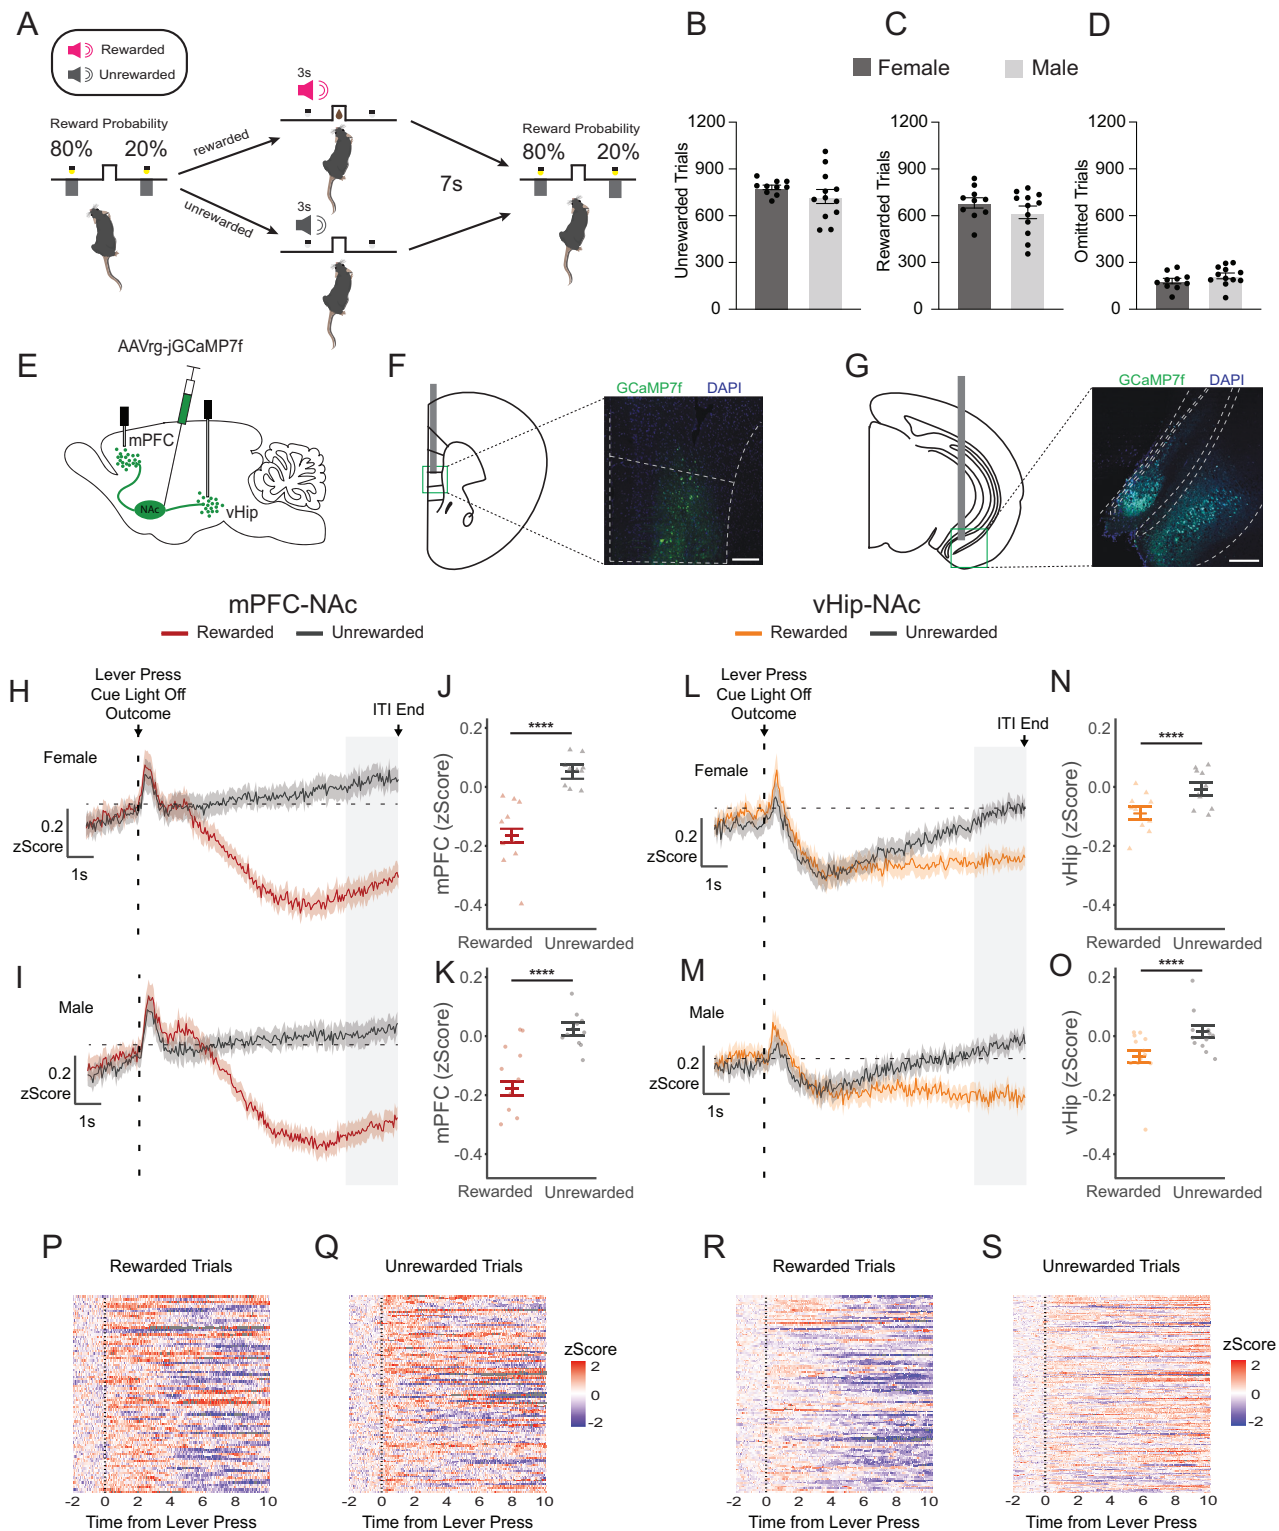 A
Rewarded
Unrewarded
Reward Probability
80% 20%
rewarded
unrewarded
3s
3s
7s
Reward Probability
80% 20%
B
C
D
Female
Male
Unrewarded Trials
1200
900
600
300
0
Rewarded Trials
1200
900
600
300
0
Omitted Trials
1200
900
600
300
0
E
AAVrg-jGCaMP7f
mPFC
NAc
vHip
F
GCaMP7f DAPI
G
GCaMP7f DAPI
mPFC-NAc
Rewarded Unrewarded
vHip-NAc
Rewarded Unrewarded
H
Lever Press
Cue Light Off
Outcome
ITI End
Female
0.2
zScore
1s
J
****
mPFC (zScore)
0.2
0.0
-0.2
-0.4
Rewarded Unrewarded
L
Lever Press
Cue Light Off
Outcome
ITI End
Female
0.2
zScore
1s
N
****
vHip (zScore)
0.2
0.0
-0.2
-0.4
Rewarded Unrewarded
I
Male
0.2
zScore
1s
K
****
mPFC (zScore)
0.2
0.0
-0.2
-0.4
Rewarded Unrewarded
M
Male
0.2
zScore
1s
O
****
vHip (zScore)
0.2
0.0
-0.2
-0.4
Rewarded Unrewarded
P
Rewarded Trials
-2 0 2 4 6 8 10
Time from Lever Press
Q
Unrewarded Trials
-2 0 2 4 6 8 10
Time from Lever Press
zScore
2
0
-2
R
Rewarded Trials
-2 0 2 4 6 8 10
Time from Lever Press
S
Unrewarded Trials
-2 0 2 4 6 8 10
Time from Lever Press
zScore
2
0
-2